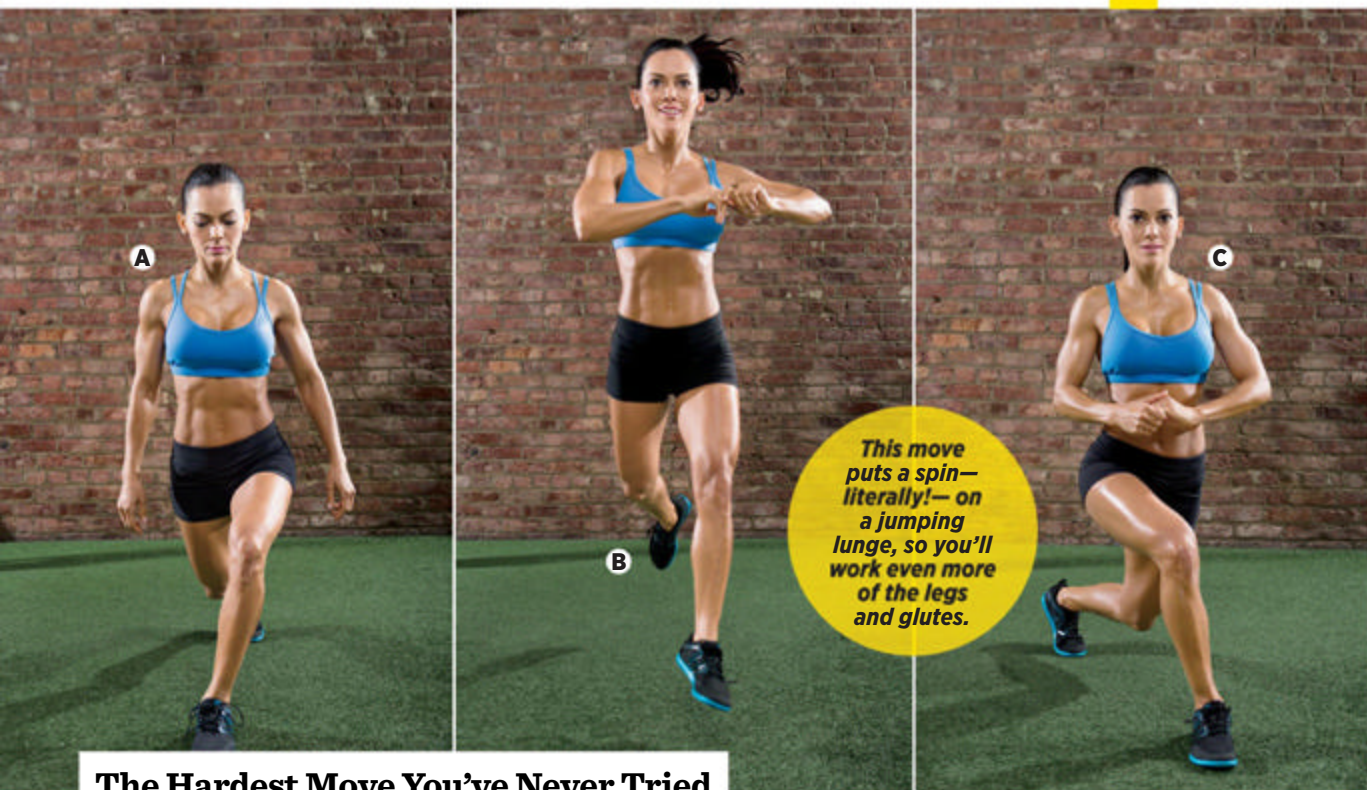 A
B
C
This move
puts a spin—
literally!— on
a jumping
lunge, so you'll
work even more
of the legs
and glutes.
The Hardest Move You've Never Tried